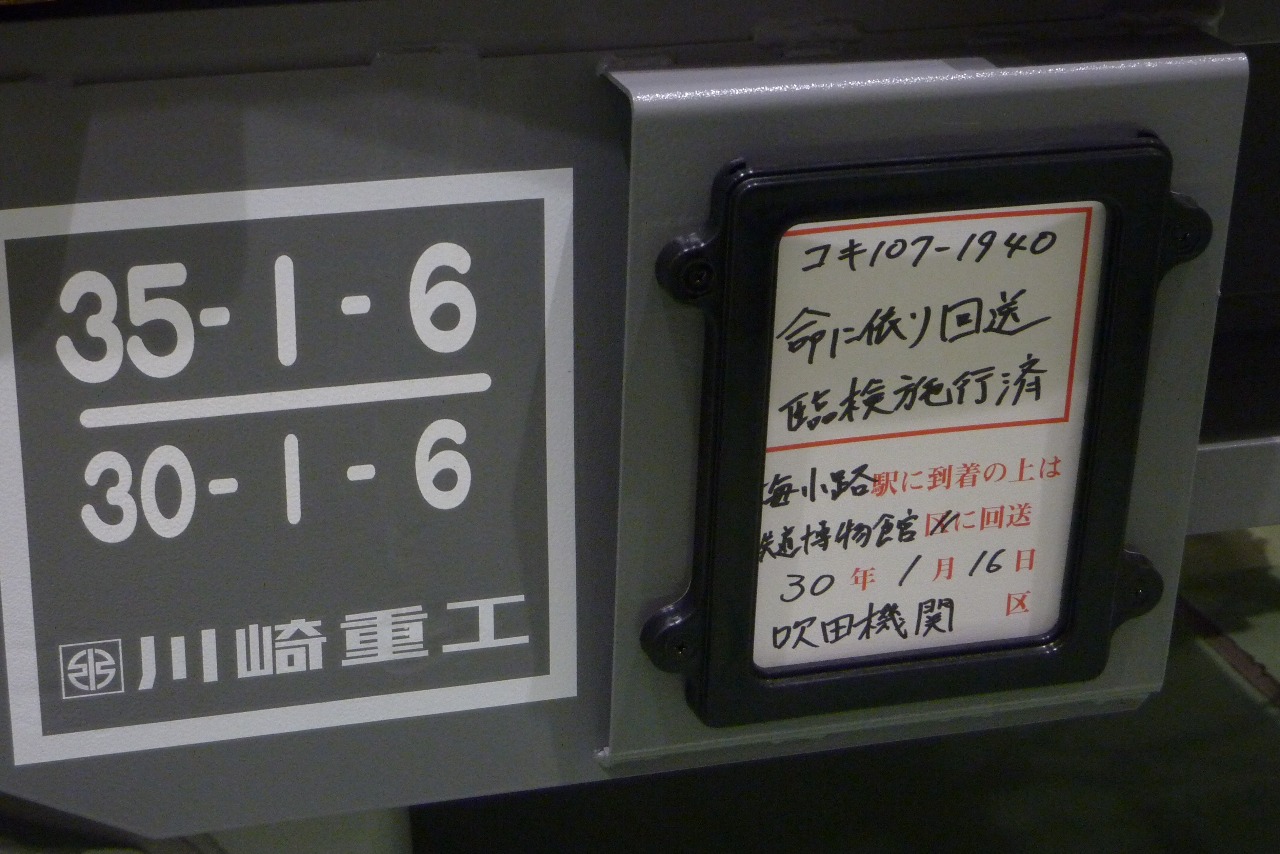 35-1-6
30-1-6
川崎重工
コキ107-1940
命に依り回送
臨検施行済
梅小路駅に到着の上は
鉄道博物館区に回送
30年1月16日
吹田機関区